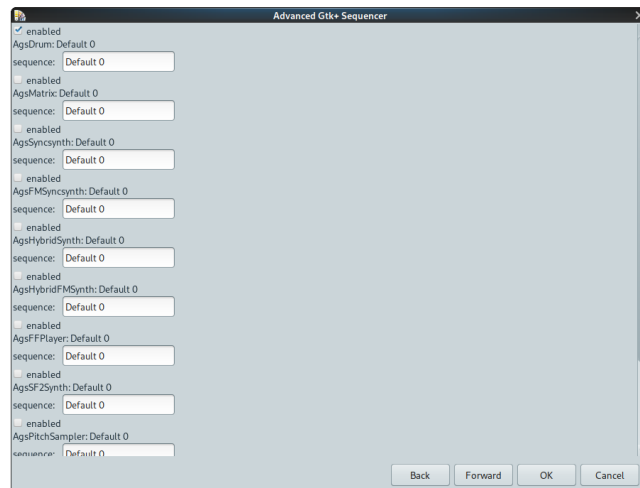 Advanced Gtk+ Sequencer
enabled
AgsDrum: Default 0
sequence: Default 0
enabled
AgsMatrix: Default 0
sequence: Default 0
enabled
AgsSyncsynth: Default 0
sequence: Default 0
enabled
AgsFMSyncsynth: Default 0
sequence: Default 0
enabled
AgsHybridSynth: Default 0
sequence: Default 0
enabled
AgsHybridFMSynth: Default 0
sequence: Default 0
enabled
AgsFFPlayer: Default 0
sequence: Default 0
enabled
AgsSF2Synth: Default 0
sequence: Default 0
enabled
AgsPitchSampler: Default 0
sequence: Default 0
Back Forward OK Cancel